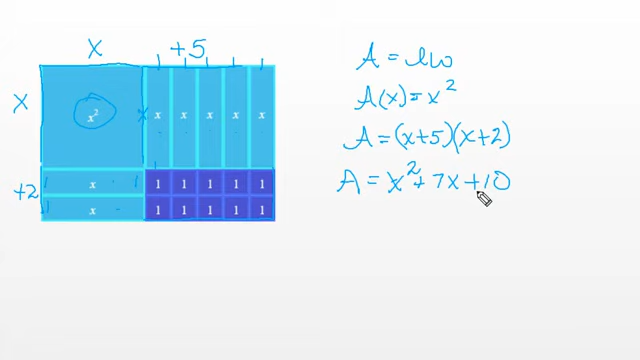 x +5
x x² x x x x x
+2 x 1 1 1 1 1
x 1 1 1 1 1
A = lw
A(x) = x²
A = (x+5)(x+2)
A = x² + 7x + 10